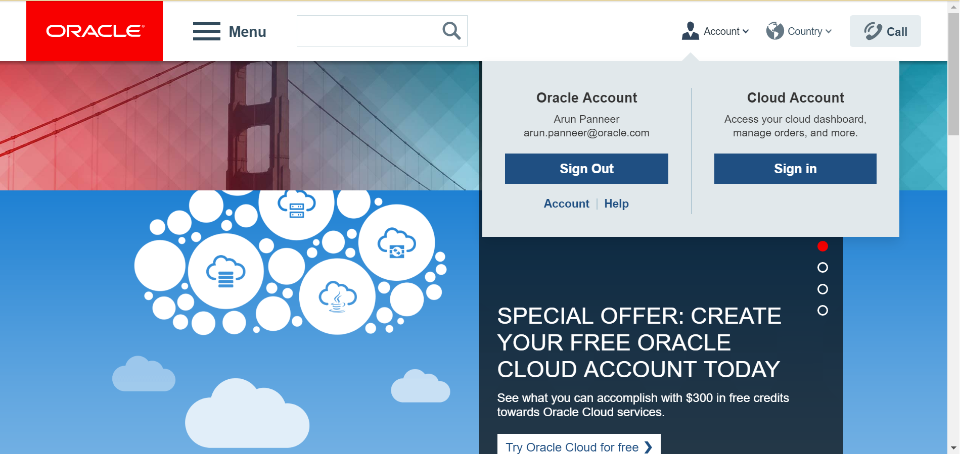 ORACLE
Menu
Account
Country
Call
Oracle Account
Arun Panneer
arun.panneer@oracle.com
Sign Out
Account | Help
Cloud Account
Access your cloud dashboard,
manage orders, and more.
Sign in
SPECIAL OFFER: CREATE
YOUR FREE ORACLE
CLOUD ACCOUNT TODAY
See what you can accomplish with $300 in free credits
towards Oracle Cloud services.
Try Oracle Cloud for free ❯